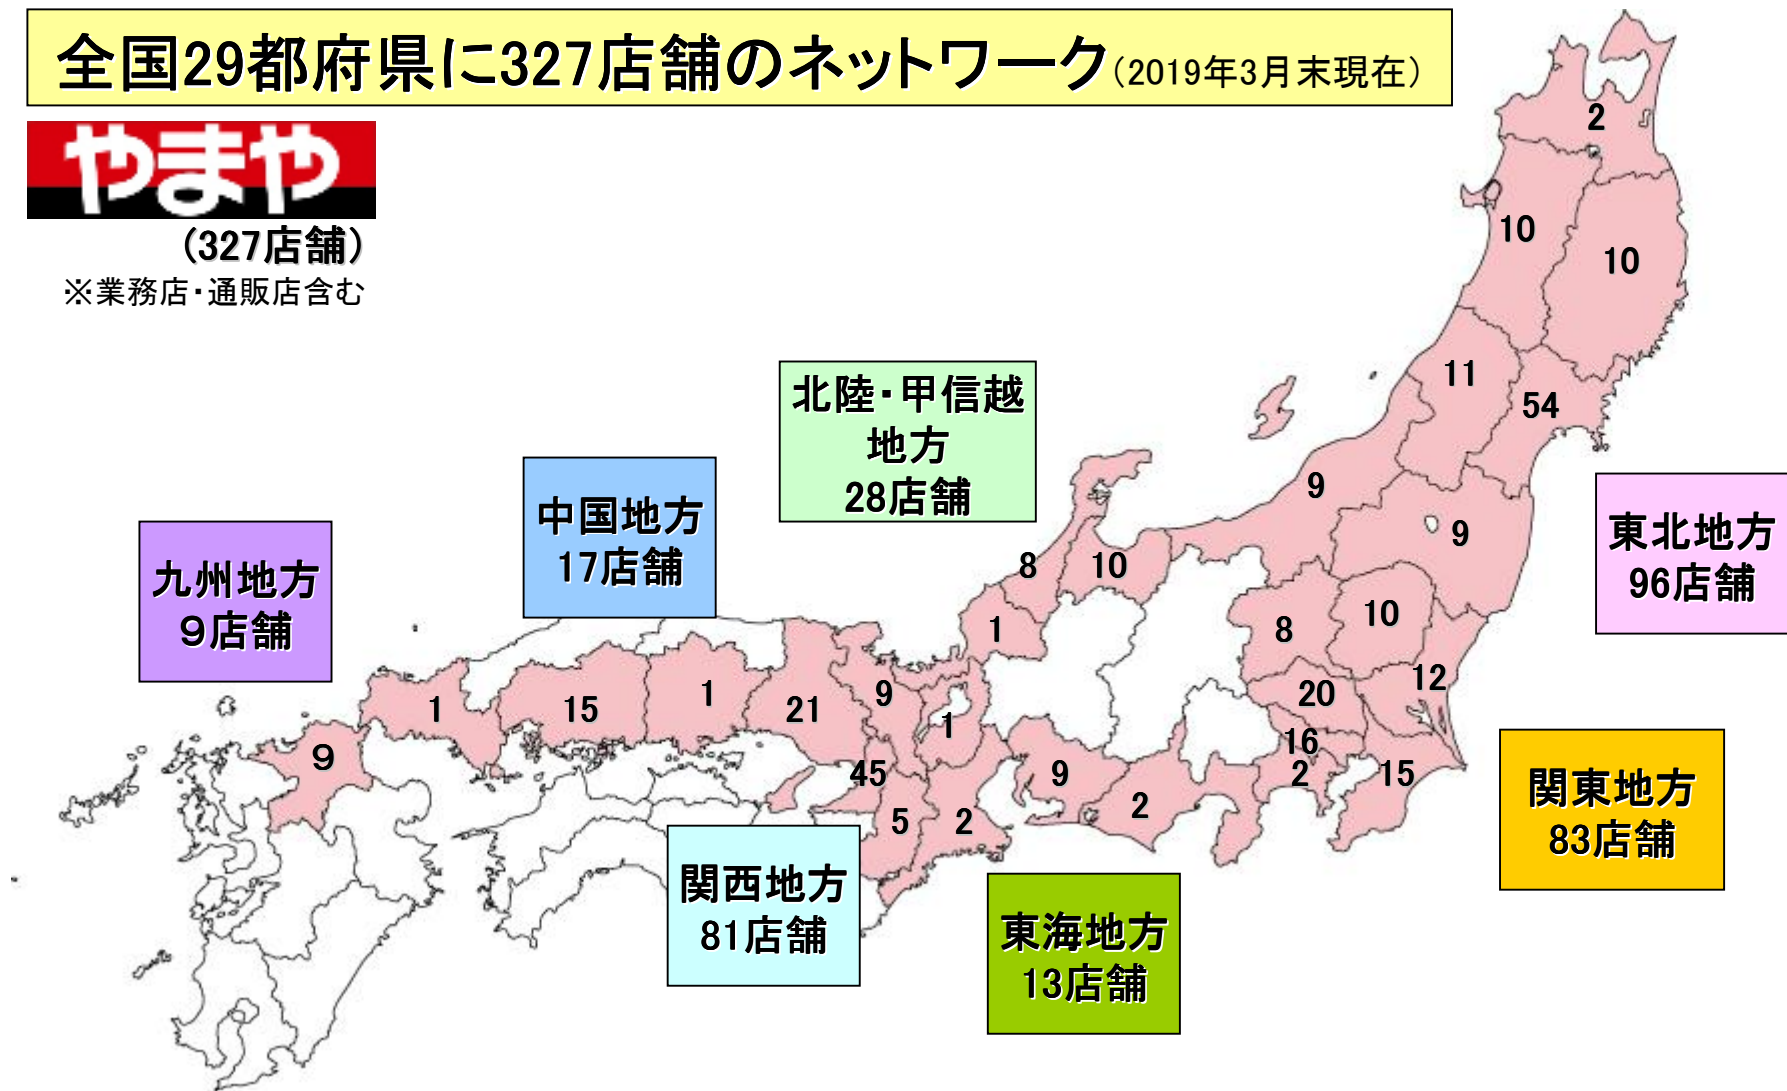 全国29都府県に327店舗のネットワーク(2019年3月末現在)
やまや
(327店舗)
※業務店・通販店含む
2
10
10
11
54
北陸・甲信越
地方
28店舗
9
9
東北地方
96店舗
中国地方
17店舗
九州地方
9店舗
8
10
1
8
10
12
20
16
2
15
関東地方
83店舗
9
1
15
1
21
9
1
45
5
2
9
2
関西地方
81店舗
東海地方
13店舗